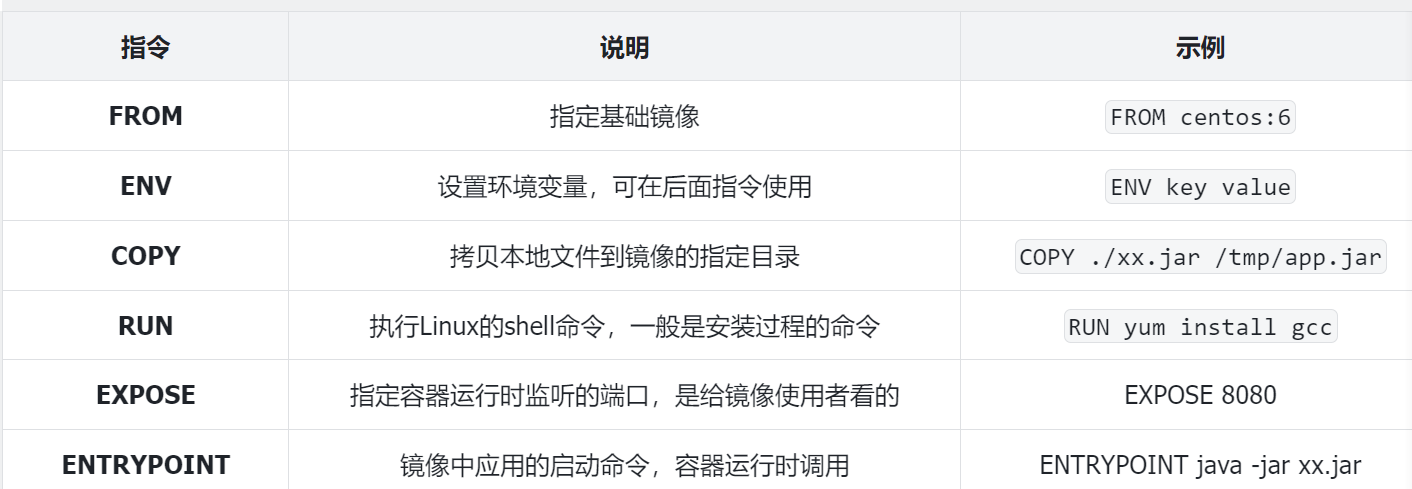 指令 说明 示例
FROM 指定基础镜像 FROM centos:6
ENV 设置环境变量，可在后面指令使用 ENV key value
COPY 拷贝本地文件到镜像的指定目录 COPY ./xx.jar /tmp/app.jar
RUN 执行Linux的shell命令，一般是安装过程的命令 RUN yum install gcc
EXPOSE 指定容器运行时监听的端口，是给镜像使用者看的 EXPOSE 8080
ENTRYPOINT 镜像中应用的启动命令，容器运行时调用 ENTRYPOINT java -jar xx.jar